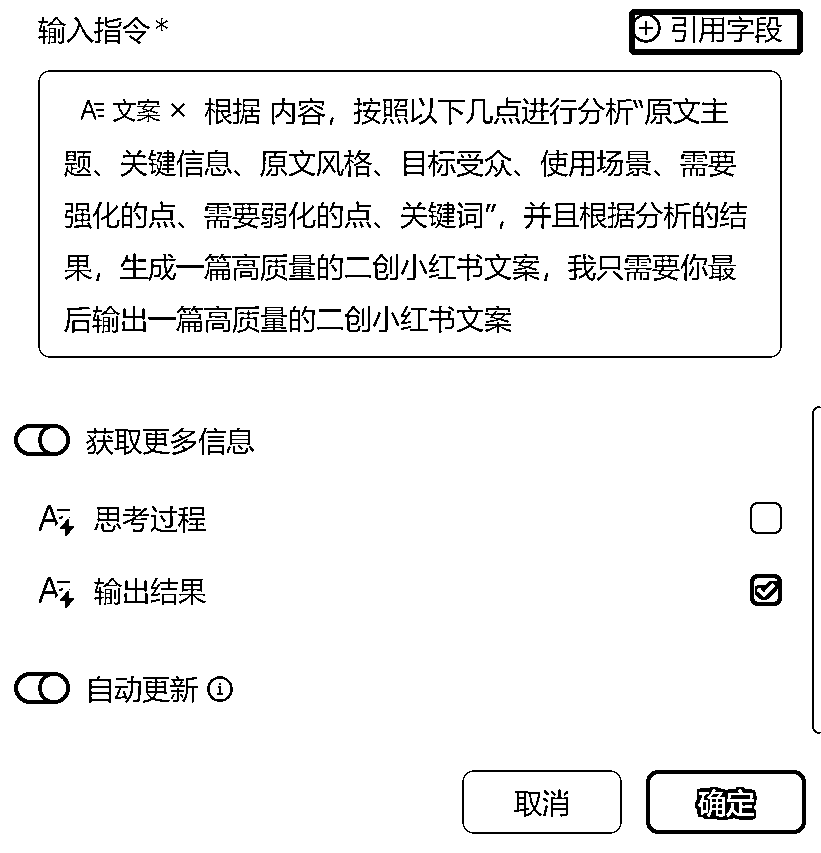 输入指令*
引用字段
文案 × 根据 内容，按照以下几点进行分析“原文主
题、关键信息、原文风格、目标受众、使用场景、需要
强化的点、需要弱化的点、关键词”，并且根据分析的结
果，生成一篇高质量的二创小红书文案，我只需要你最
后输出一篇高质量的二创小红书文案
获取更多信息
思考过程
输出结果
自动更新
取消
确定